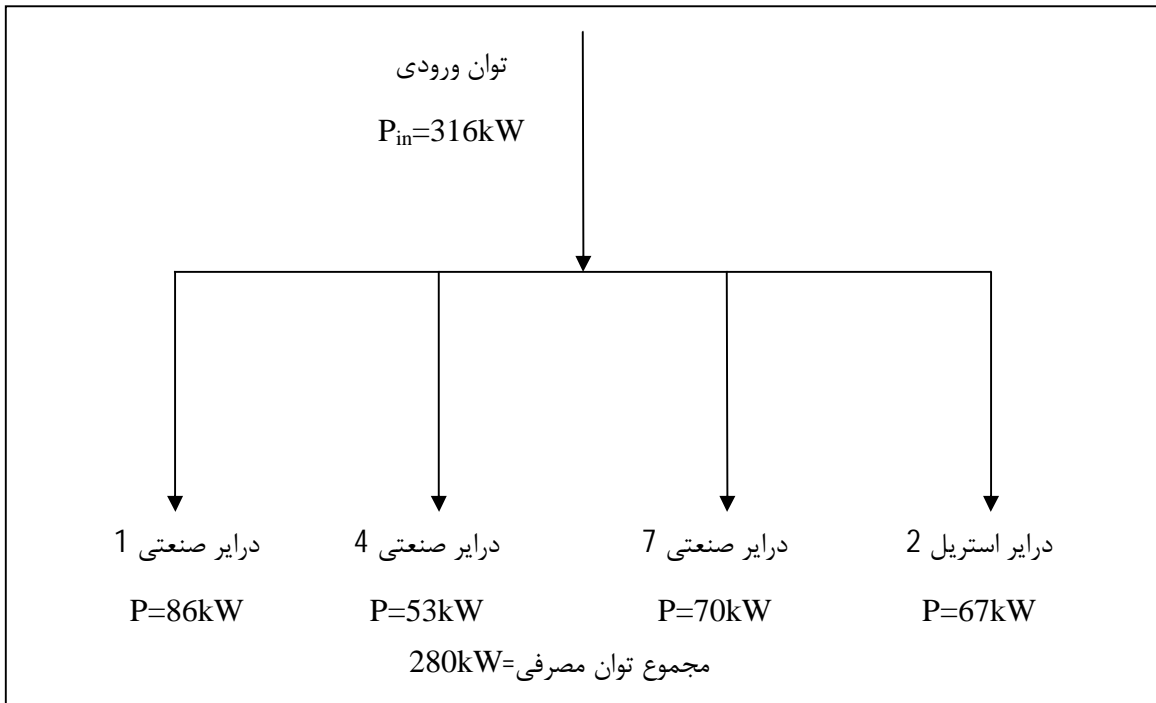 توان ورودی
P_in=316kW
درایر استریل 2 درایر صنعتی 7 درایر صنعتی 4 درایر صنعتی 1
P=67kW P=70kW P=53kW P=86kW
مجموع توان مصرفی=280kW